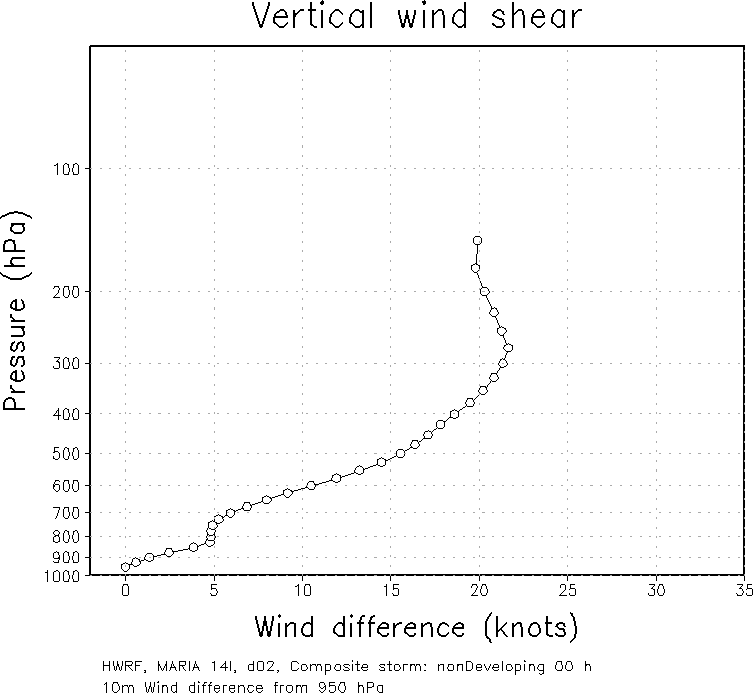 Vertical wind shear
Pressure (hPa)
100
200
300
400
500
600
700
800
900
1000
0 5 10 15 20 25 30 35
Wind difference (knots)
HWRF, MARIA 14l, d02, Composite storm: nonDeveloping 00 h
10m Wind difference from 950 hPa